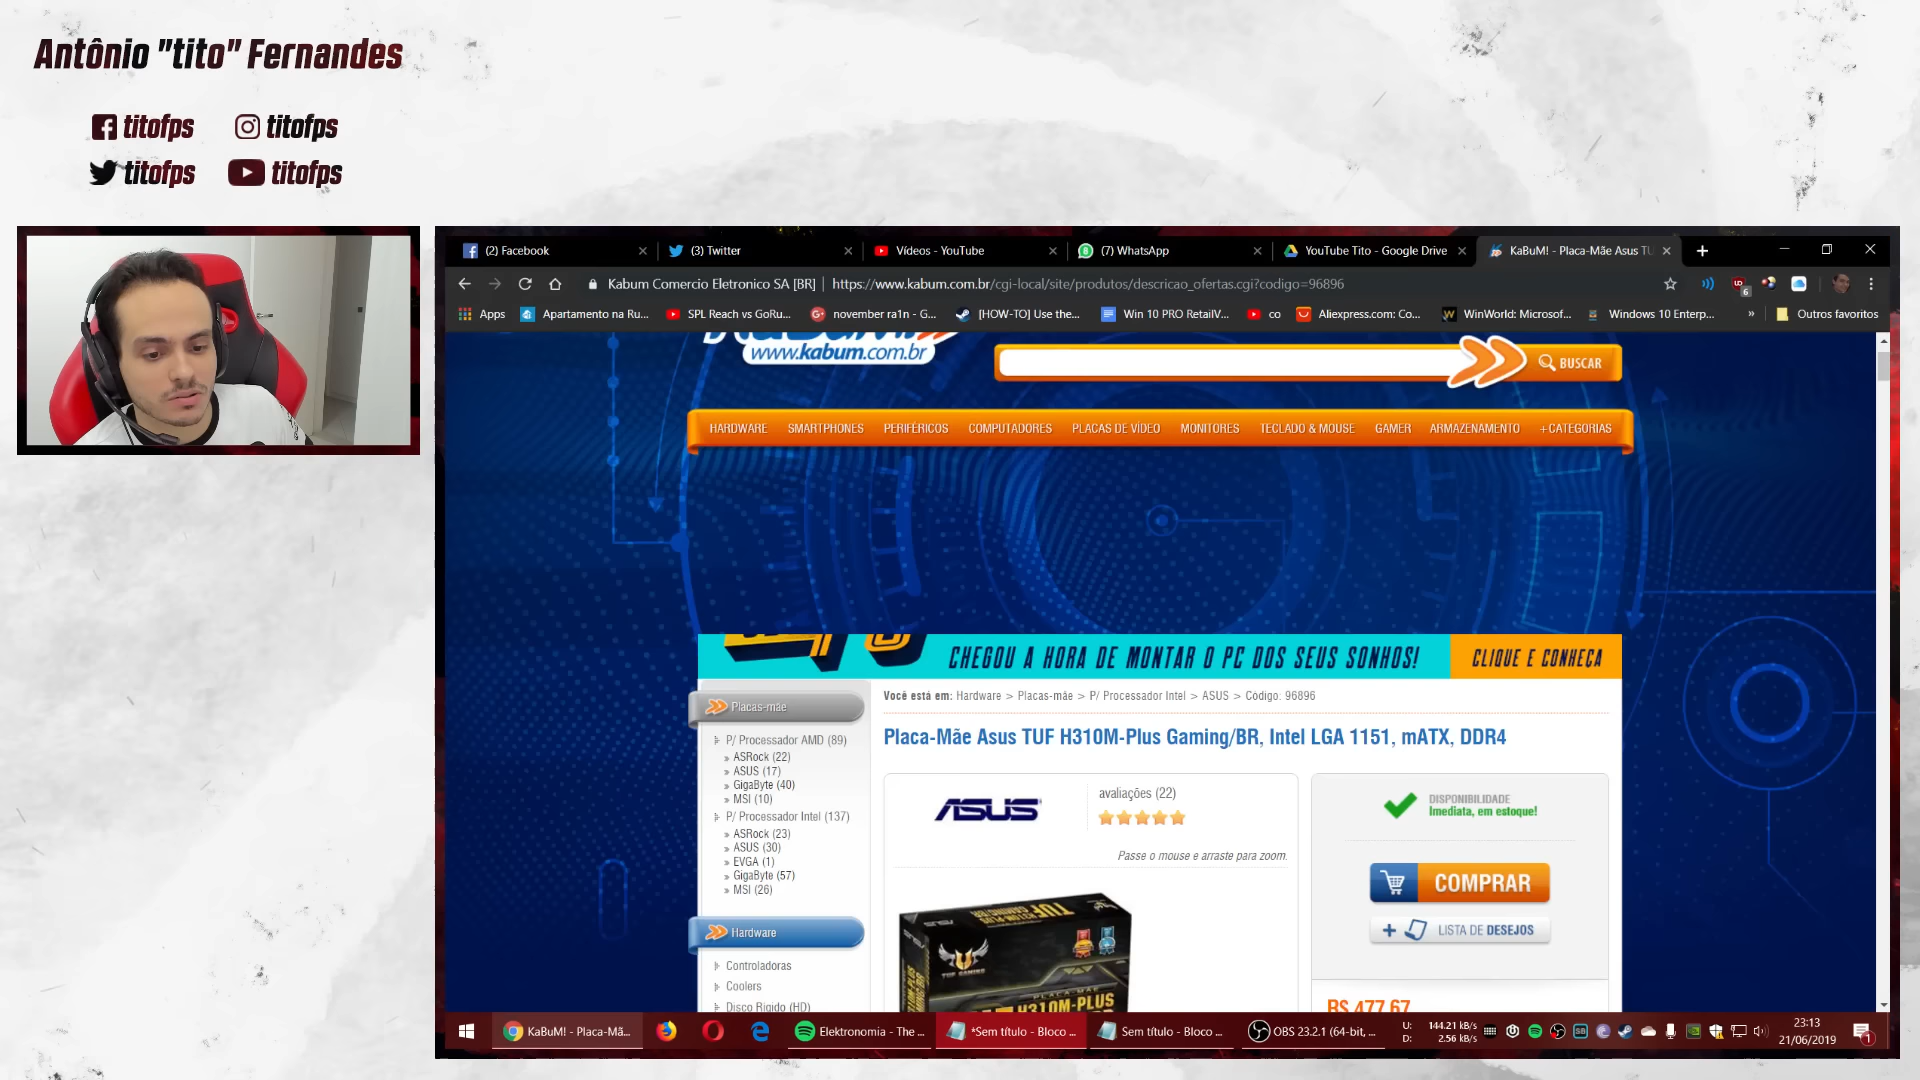 Antônio "tito" Fernandes
titofps titofps
titofps titofps
(2) Facebook
(3) Twitter
Vídeos - YouTube
(7) WhatsApp
YouTube Tito - Google Drive
KaBuM! - Placa-Mãe Asus TU
Kabum Comercio Eletronico SA [BR] | https://www.kabum.com.br/cgi-local/site/produtos/descricao_ofertas.cgi?codigo=96896
Apps
Apartamento na Ru...
SPL Reach vs GoRu...
november ra1n - G...
[HOW-TO] Use the...
Win 10 PRO RetailV...
co
Aliexpress.com: Co...
WinWorld: Microsof...
Windows 10 Enterp...
»
Outros favoritos
www.kabum.com.br
BUSCAR
HARDWARE SMARTPHONES PERIFÉRICOS COMPUTADORES PLACAS DE VÍDEO MONITORES TECLADO & MOUSE GAMER ARMAZENAMENTO + CATEGORIAS
CHEGOU A HORA DE MONTAR O PC DOS SEUS SONHOS! CLIQUE E CONHEÇA
Você está em: Hardware > Placas-mãe > P/ Processador Intel > ASUS > Código: 96896
Placas-mãe
P/ Processador AMD (89)
» ASRock (22)
» ASUS (17)
» GigaByte (40)
» MSI (10)
P/ Processador Intel (137)
» ASRock (23)
» ASUS (30)
» EVGA (1)
» GigaByte (57)
» MSI (26)
Hardware
Controladoras
Coolers
Disco Rígido (HD)
Placa-Mãe Asus TUF H310M-Plus Gaming/BR, Intel LGA 1151, mATX, DDR4
ASUS
avaliações (22)
Passe o mouse e arraste para zoom.
TUF GAMING
PLACA-MÃE
H310M-PLUS
DISPONIBILIDADE
Imediata, em estoque!
COMPRAR
+ LISTA DE DESEJOS
R$ 477,67
KaBuM! - Placa-Mã...
Elektronomia - The ...
*Sem título - Bloco ...
Sem título - Bloco ...
OBS 23.2.1 (64-bit, ...
U: 144.21 kB/s
D: 2.56 kB/s
23:13
21/06/2019
1